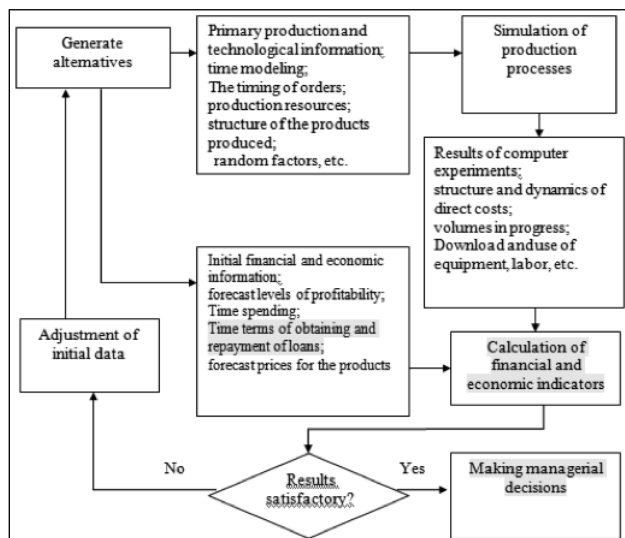 Generate
alternatives
Primary production and
technological information;
time modeling;
The timing of orders;
production resources;
structure of the products
produced;
random factors, etc.
Simulation of
production
processes
Results of computer
experiments;
structure and dynamics of
direct costs;
volumes in progress;
Download anduse of
equipment, labor, etc.
Initial financial and economic
information;
forecast levels of profitability;
Time spending;
Time terms of obtaining and
repayment of loans;
forecast prices for the products
Adjustment of
initial data
Calculation of
financial and
economic indicators
No
Results
satisfactory?
Yes
Making managerial
decisions